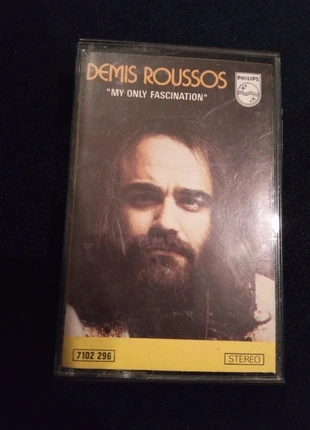 DEMIS ROUSSOS
"MY ONLY FASCINATION"
PHILIPS
7102 296
STEREO